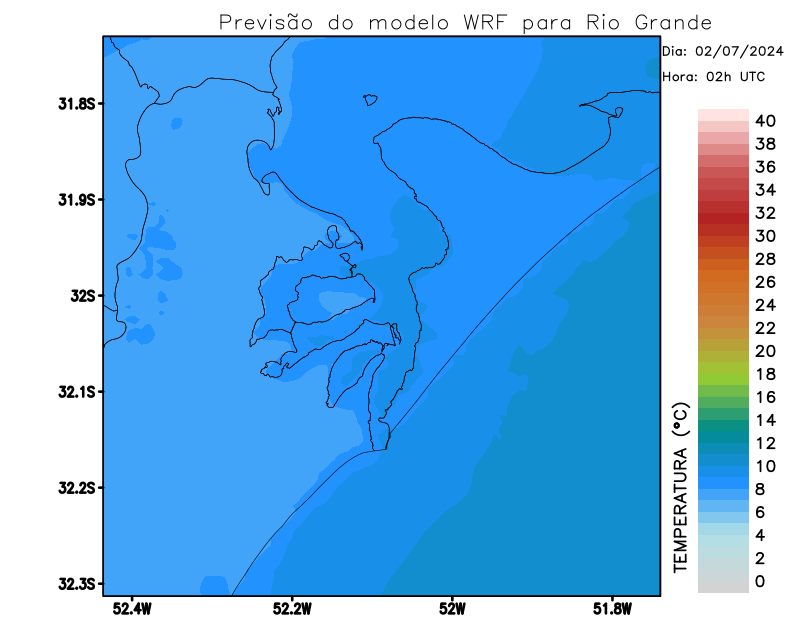 Previsão do modelo WRF para Rio Grande
Dia: 02/07/2024
Hora: 02h UTC
31.8S
31.9S
32S
32.1S
32.2S
32.3S
52.4W
52.2W
52W
51.8W
TEMPERATURA (°C)
40
38
36
34
32
30
28
26
24
22
20
18
16
14
12
10
8
6
4
2
0